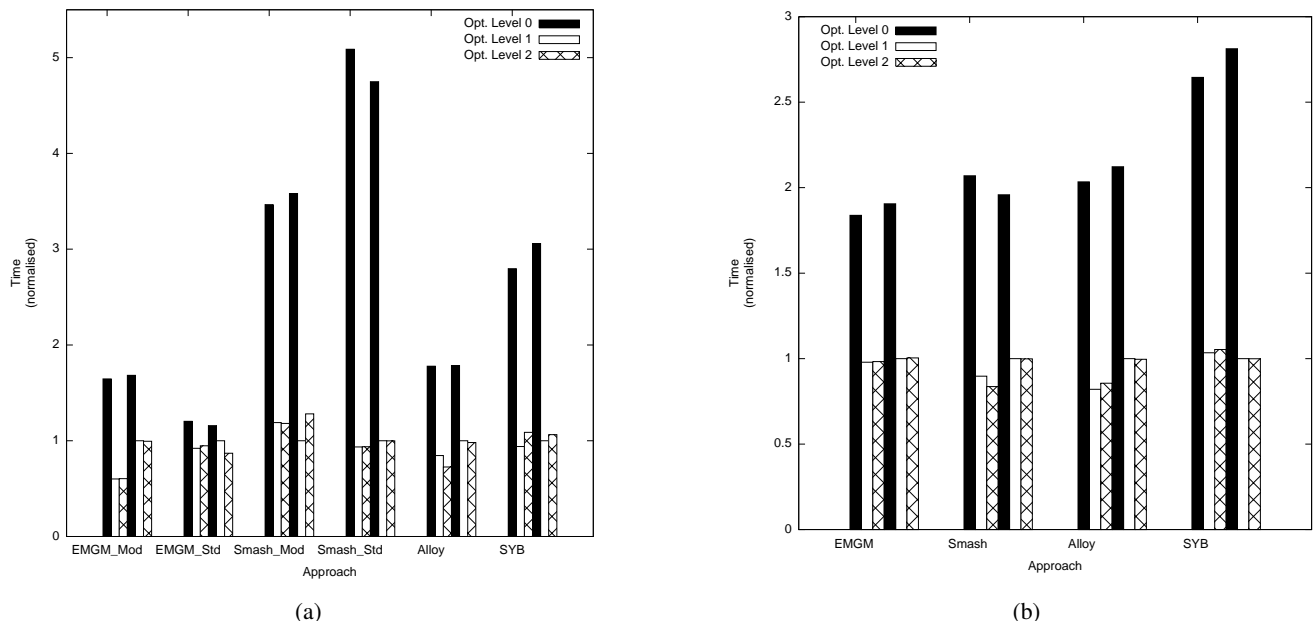 Opt. Level 0
Opt. Level 1
Opt. Level 2
5
4
3
2
1
0
Time
(normalised)
EMGM_Mod
EMGM_Std
Smash_Mod
Smash_Std
Alloy
SYB
Approach
(a)
Opt. Level 0
Opt. Level 1
Opt. Level 2
3
2.5
2
1.5
1
0.5
0
Time
(normalised)
EMGM
Smash
Alloy
SYB
Approach
(b)